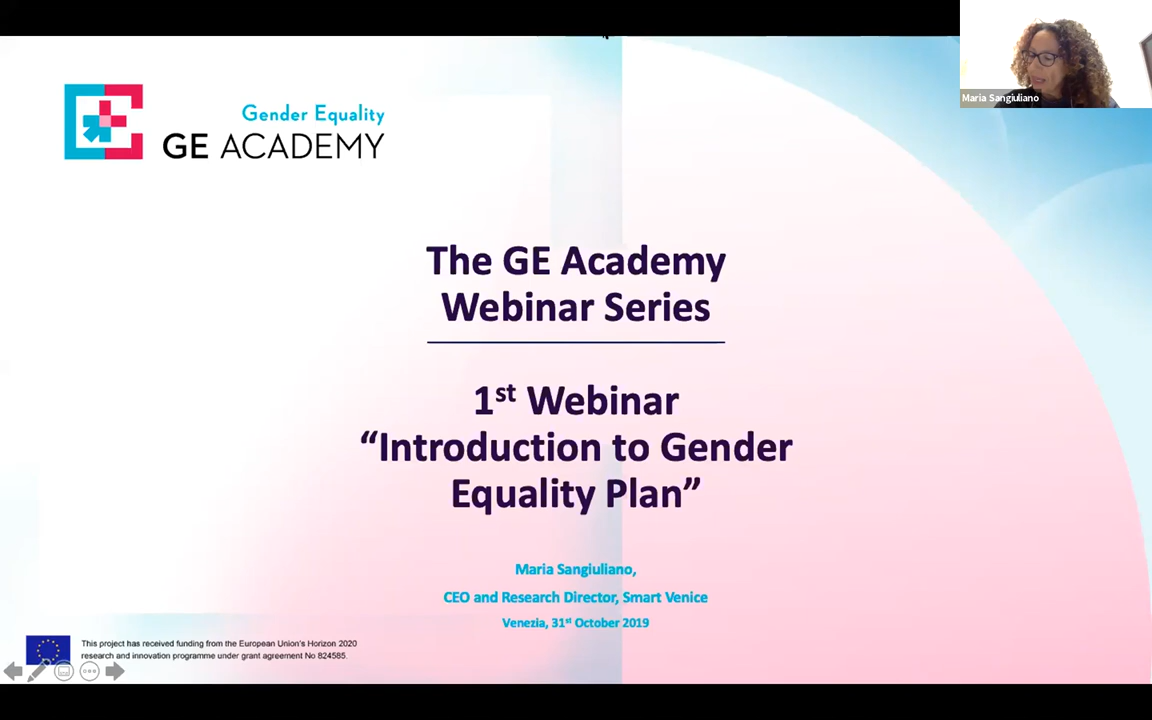 Maria Sangiuliano
Gender Equality
GE ACADEMY
The GE Academy
Webinar Series
1st Webinar
“Introduction to Gender
Equality Plan”
Maria Sangiuliano,
CEO and Research Director, Smart Venice
Venezia, 31st October 2019
This project has received funding from the European Union's Horizon 2020
research and innovation programme under grant agreement No 824585.